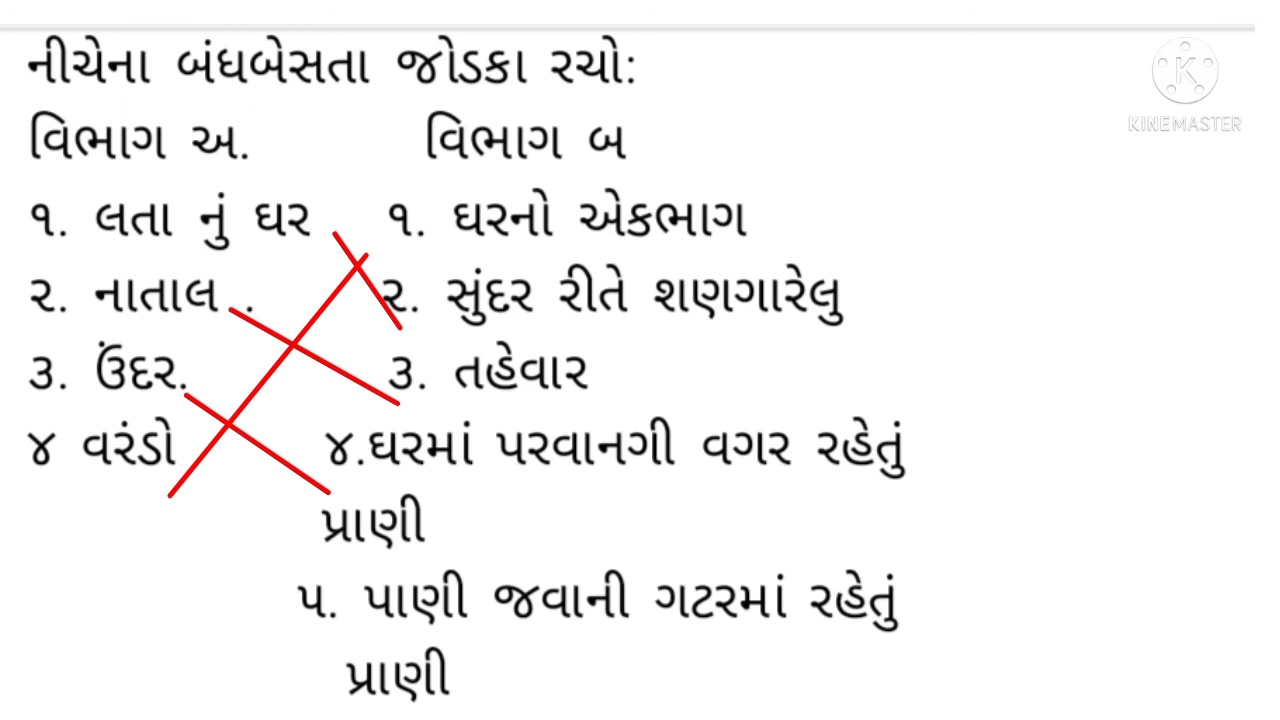 નીચેના બંધબેસતા જોડકા રચો:
વિભાગ અ. વિભાગ બ
૧. લતા નું ઘર ૧. ઘરનો એકભાગ
૨. નાતાલ . ૨. સુંદર રીતે શણગારેલુ
૩. ઉંદર. ૩. તહેવાર
૪ વરંડો ૪.ઘરમાં પરવાનગી વગર રહેતું
પ્રાણી
૫. પાણી જવાની ગટરમાં રહેતું
પ્રાણી
K
KINEMASTER